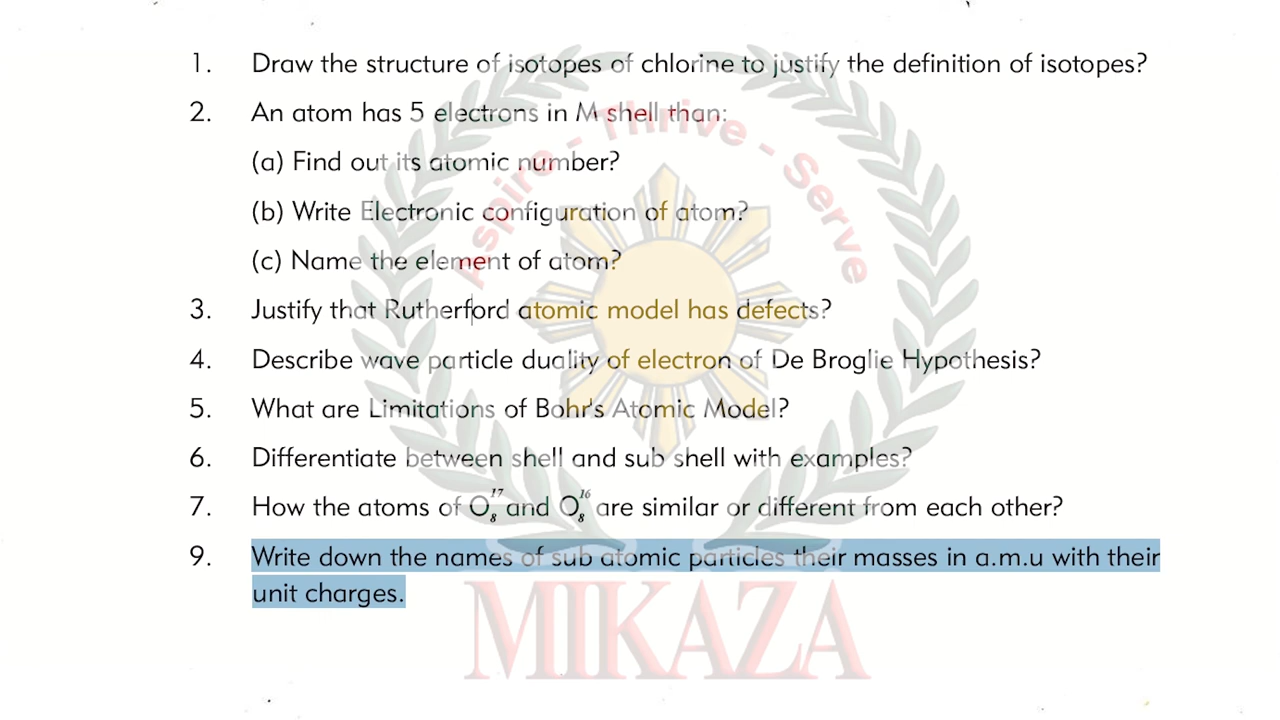 1. Draw the structure of isotopes of chlorine to justify the definition of isotopes?
2. An atom has 5 electrons in M shell than:
(a) Find out its atomic number?
(b) Write Electronic configuration of atom?
(c) Name the element of atom?
3. Justify that Rutherford atomic model has defects?
4. Describe wave particle duality of electron of De Broglie Hypothesis?
5. What are Limitations of Bohr's Atomic Model?
6. Differentiate between shell and sub shell with examples?
7. How the atoms of O₈¹⁷ and O₈¹⁶ are similar or different from each other?
9. Write down the names of sub atomic particles their masses in a.m.u with their
unit charges.
Aspire - Thrive - Serve
MIKAZA